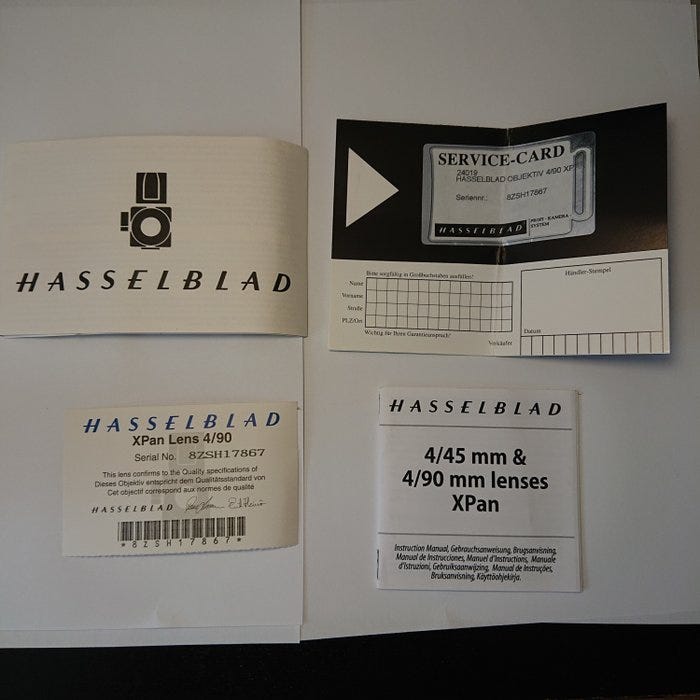 HASSELBLAD
SERVICE-CARD
24019
HASSELBLAD OBJEKTIV 4/90 XP
Seriennr.: 8ZSH17867
HASSELBLAD
PROFI - KAMERA -
SYSTEM
Bitte sorgfältig in Großbuchstaben ausfüllen!
Name
Vorname
Straße
PLZ/Ort
Wichtig für Ihren Garantieanspruch!
Verkäufer
Händler-Stempel
Datum
HASSELBLAD
XPan Lens 4/90
Serial No. 8ZSH17867
This lens confirms to the Quality specifications of
Dieses Objektiv entspricht dem Qualitätsstandard von
Cet objectif correspond aux normes de qualité
HASSELBLAD
*8ZSH17867*
HASSELBLAD
4/45 mm &
4/90 mm lenses
XPan
Instruction Manual, Gebrauchsanweisung, Brugsanvisning,
Manual de Instrucciones, Manuel d'Instructions, Manuale
d'Istruzioni, Gebruiksaanwijzing, Manual de Instruções,
Bruksanvisning, Käyttöohjekirja.